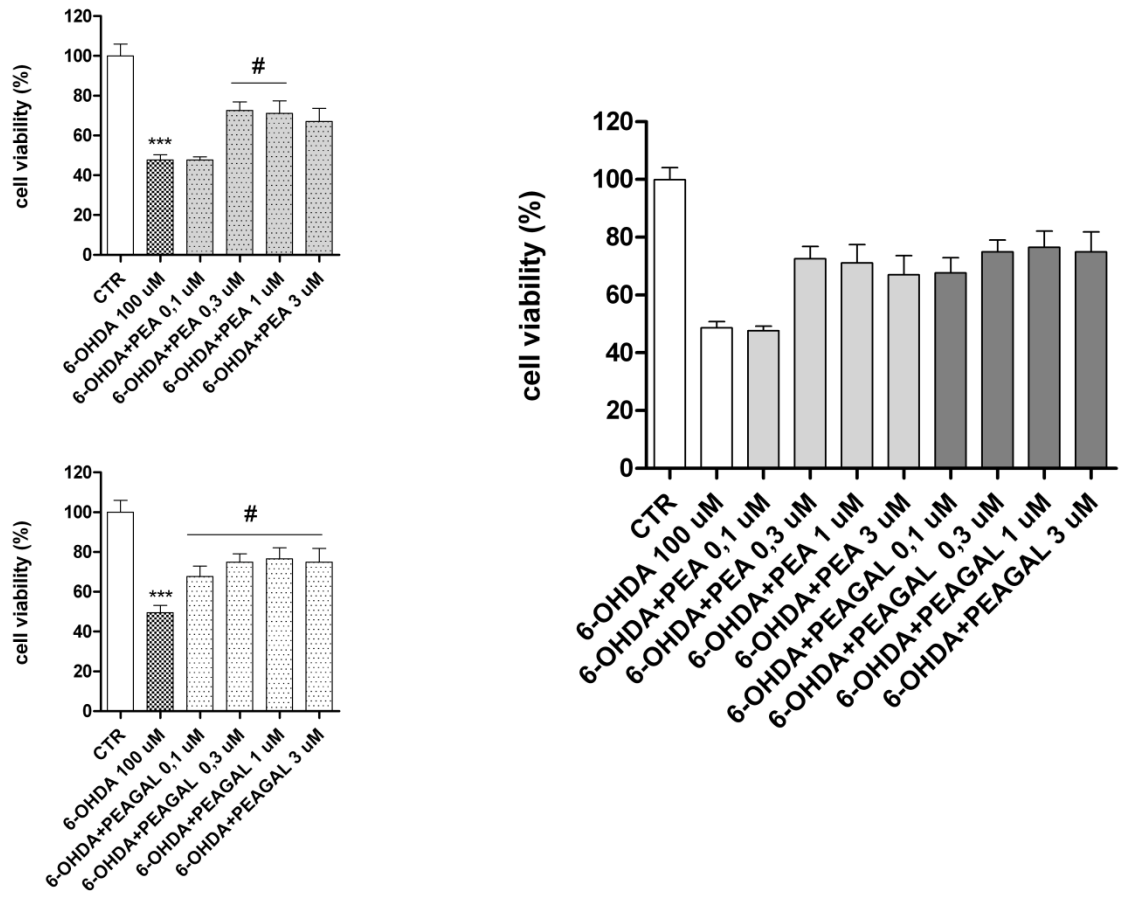 cell viability (%)
120
100
80
60
40
20
0
***
#
CTR
6-OHDA 100 uM
6-OHDA+PEA 0,1 uM
6-OHDA+PEA 0,3 uM
6-OHDA+PEA 1 uM
6-OHDA+PEA 3 uM
cell viability (%)
120
100
80
60
40
20
0
***
#
CTR
6-OHDA 100 uM
6-OHDA+PEAGAL 0,1 uM
6-OHDA+PEAGAL 0,3 uM
6-OHDA+PEAGAL 1 uM
6-OHDA+PEAGAL 3 uM
cell viability (%)
120
100
80
60
40
20
0
CTR
6-OHDA 100 uM
6-OHDA+PEA 0,1 uM
6-OHDA+PEA 0,3 uM
6-OHDA+PEA 1 uM
6-OHDA+PEA 3 uM
6-OHDA+PEAGAL 0,1 uM
6-OHDA+PEAGAL 0,3 uM
6-OHDA+PEAGAL 1 uM
6-OHDA+PEAGAL 3 uM